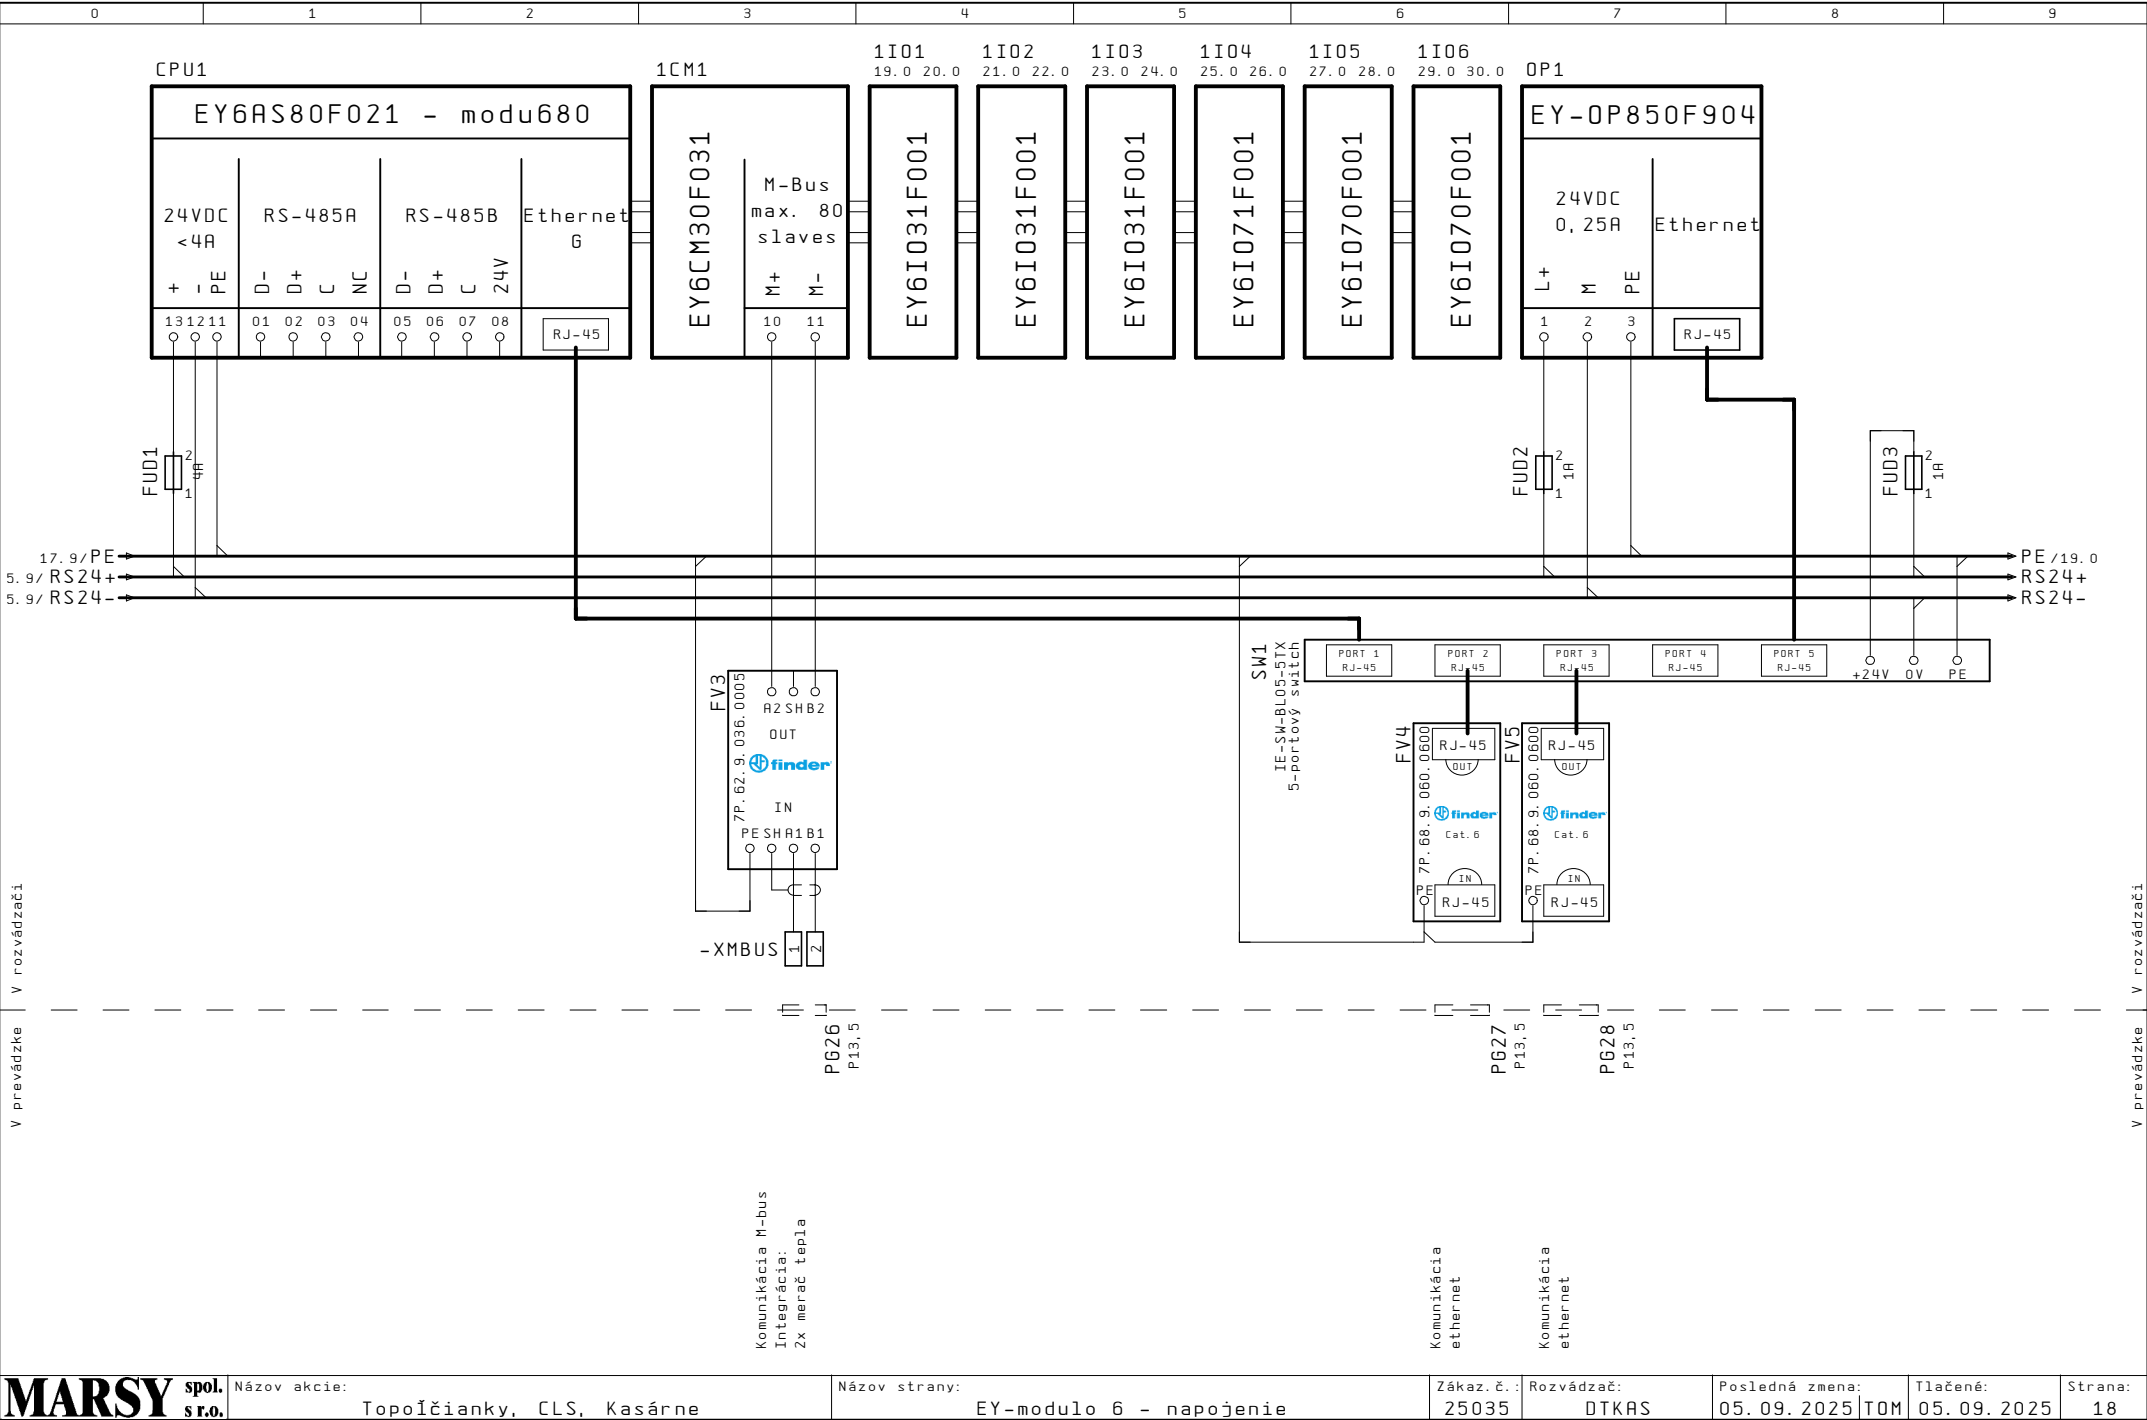 0 1 2 3 4 5 6 7 8 9
CPU1
EY6AS80F021 - modu680
24VDC
<4A
RS-485A
RS-485B
Ethernet
G
+ - PE D- D+ C NC D- D+ C 24V
13 12 11 01 02 03 04 05 06 07 08
RJ-45
1CM1
EY6CM30F031
M-Bus
max. 80
slaves
M+ M-
10 11
1IO1
19.0 20.0
EY6IO31F001
1IO2
21.0 22.0
EY6IO31F001
1IO3
23.0 24.0
EY6IO31F001
1IO4
25.0 26.0
EY6IO71F001
1IO5
27.0 28.0
EY6IO70F001
1IO6
29.0 30.0
EY6IO70F001
OP1
EY-OP850F904
24VDC
0,25A
Ethernet
L+ M PE
1 2 3
RJ-45
FUD1
2
4A
1
FUD2
2
1A
1
FUD3
2
1A
1
17.9/PE
5.9/RS24+
5.9/RS24-
PE/19.0
RS24+
RS24-
SW1
IE-SW-BL05-5TX
5-portový switch
PORT 1
RJ-45
PORT 2
RJ-45
PORT 3
RJ-45
PORT 4
RJ-45
PORT 5
RJ-45
+24V 0V PE
FV3
7P.62.9.036.0005
A2 SH B2
OUT
finder
IN
PE SH A1 B1
-XMBUS 1 2
FV4
7P.68.9.060.0600
RJ-45
OUT
finder
Cat.6
IN
PE
RJ-45
FV5
7P.68.9.060.0600
RJ-45
OUT
finder
Cat.6
IN
PE
RJ-45
V rozvádzači
V rozvádzači
V prevádzke
V prevádzke
PG26
P13,5
PG27
P13,5
PG28
P13,5
Komunikácia M-bus
Integrácia:
2x merač tepla
Komunikácia
ethernet
Komunikácia
ethernet
MARSY spol. s r.o.
Názov akcie:
Topoľčianky, CLS, Kasárne
Názov strany:
EY-modulo 6 - napojenie
Zákaz.č.:
25035
Rozvádzač:
DTKAS
Posledná zmena:
05.09.2025 TOM
Tlačené:
05.09.2025
Strana:
18